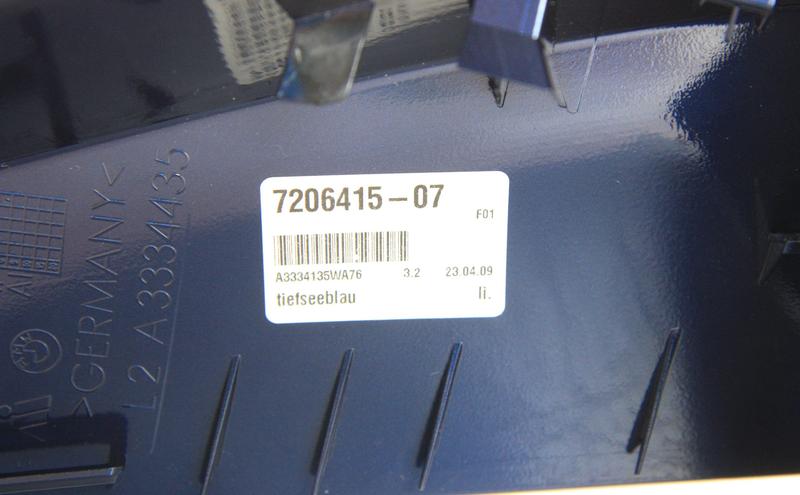 7206415-07
F01
A3334135WA76 3.2 23.04.09
tiefseeblau li.
>GERMANY<
L2 A3334435